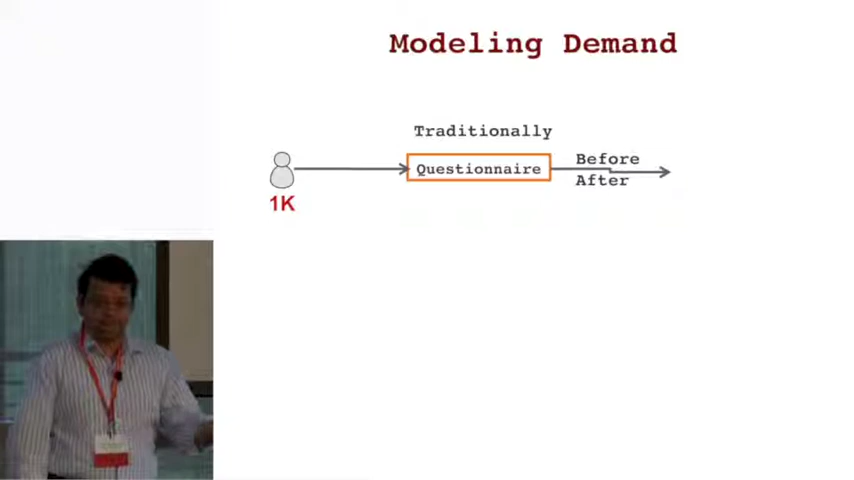 Modeling Demand
Traditionally
Questionnaire
Before
After
1K